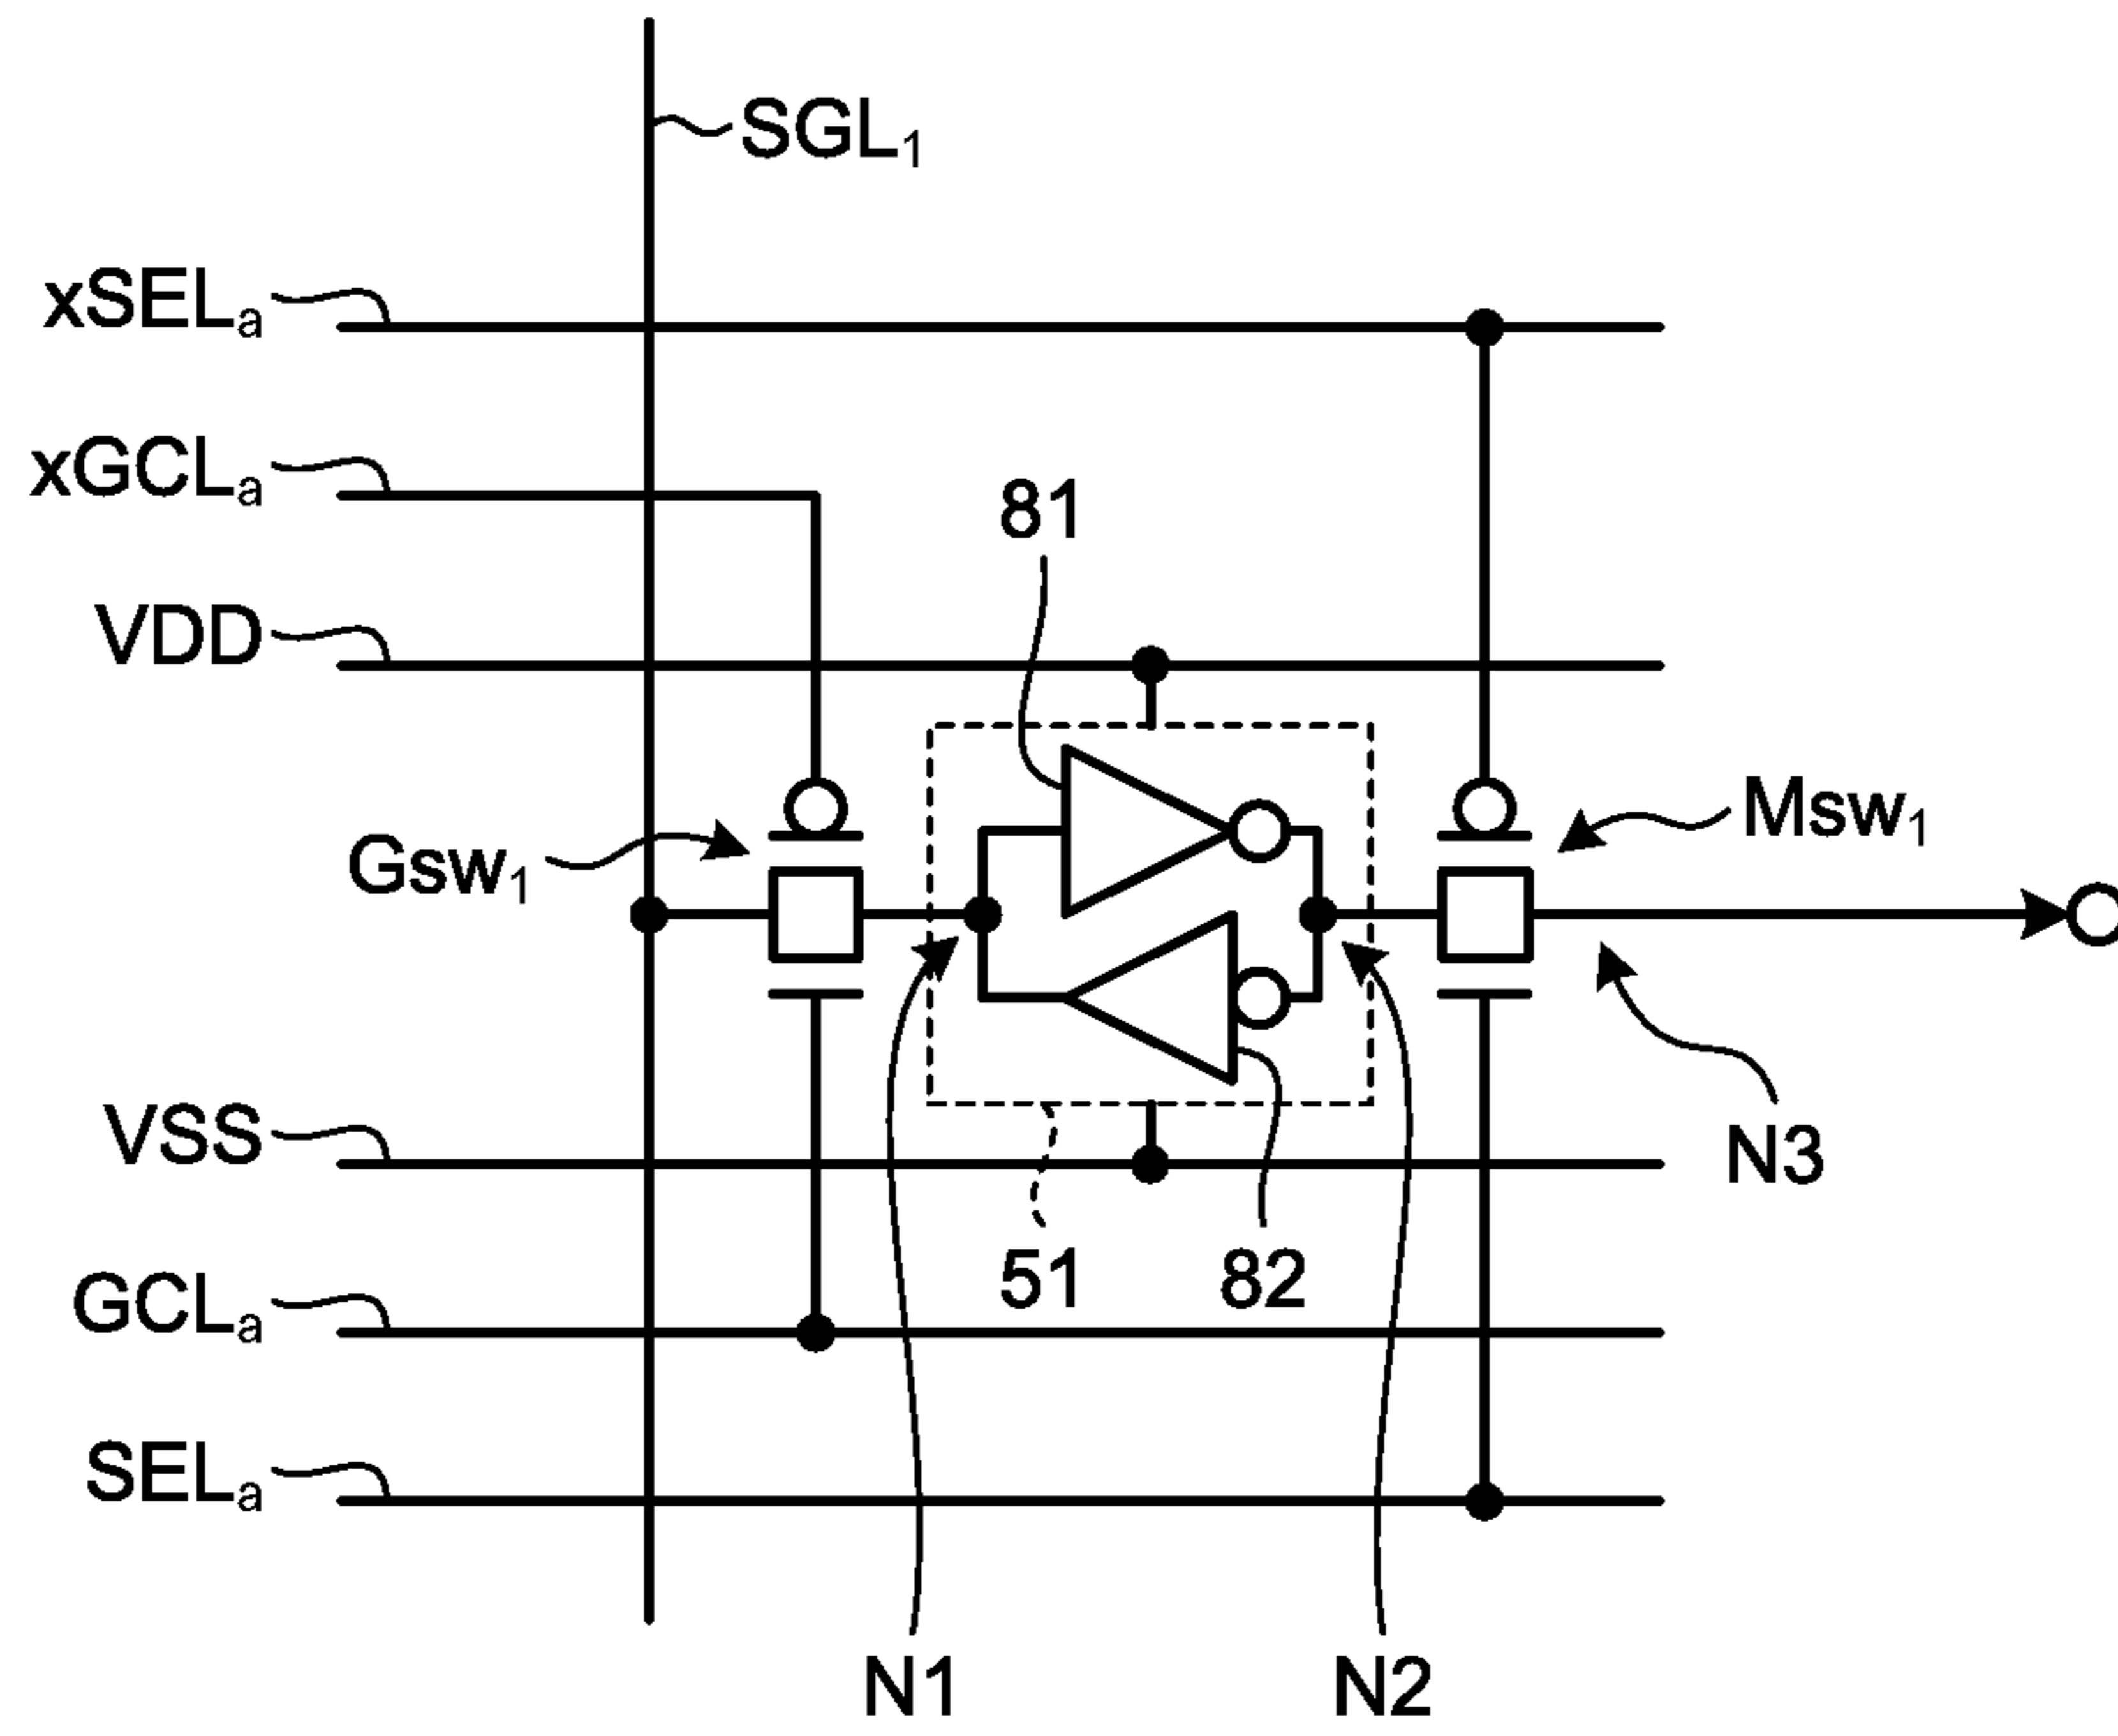 SGL₁
xSELₐ
xGCLₐ
81
VDD
Msw₁
Gsw₁
VSS
N3
51
82
GCLₐ
SELₐ
N1
N2